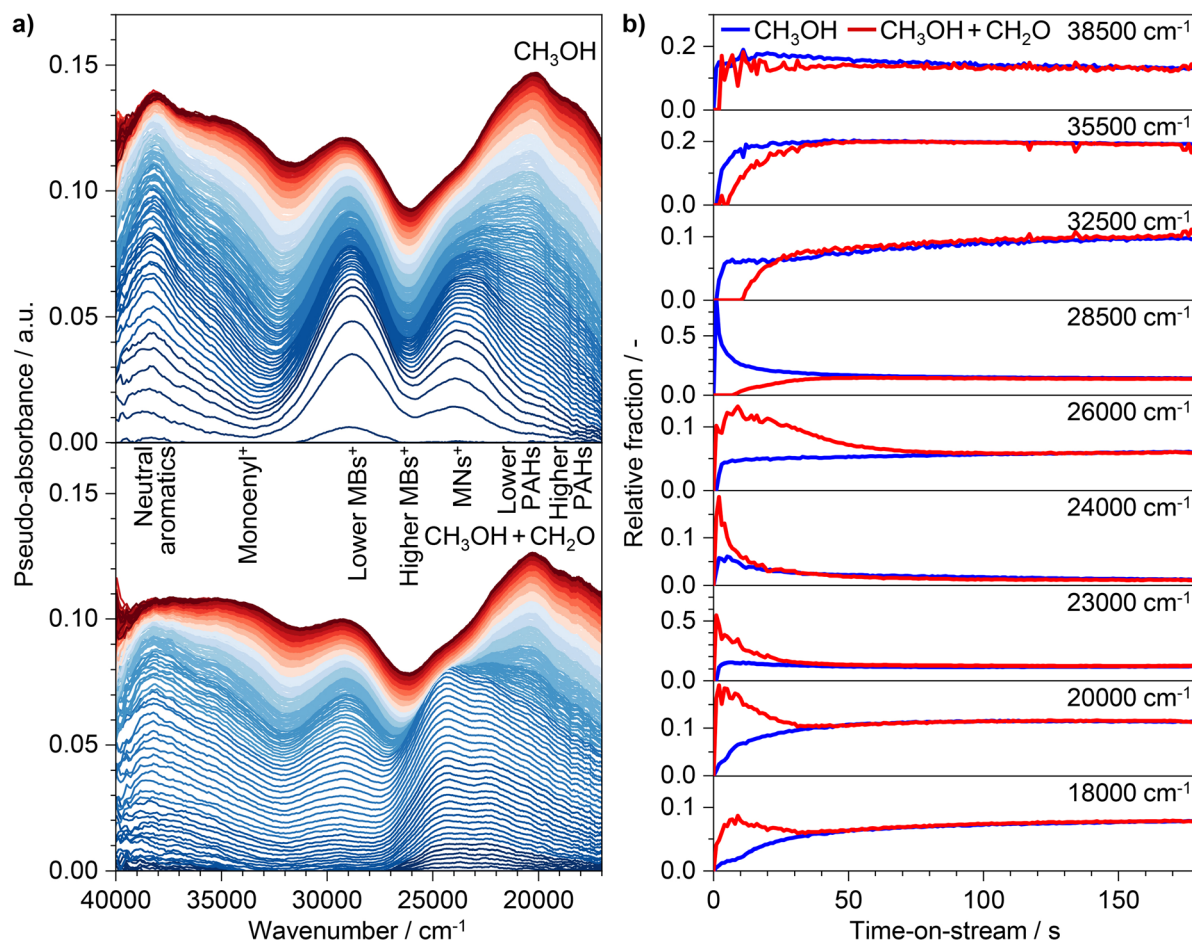 a)
CH₃OH
0.15
0.10
0.05
0.00
Pseudo-absorbance / a.u.
Neutral
aromatics
Monoenyl⁺
Lower MBs⁺
Higher MBs⁺
MNs⁺
Lower
PAHs
Higher
PAHs
CH₃OH + CH₂O
0.15
0.10
0.05
0.00
40000 35000 30000 25000 20000
Wavenumber / cm⁻¹
b)
CH₃OH CH₃OH + CH₂O 38500 cm⁻¹
0.2
0.0
35500 cm⁻¹
0.2
0.0
32500 cm⁻¹
0.1
0.0
28500 cm⁻¹
0.5
0.0
26000 cm⁻¹
0.1
0.0
24000 cm⁻¹
0.1
0.0
23000 cm⁻¹
0.5
0.0
20000 cm⁻¹
0.1
0.0
18000 cm⁻¹
0.1
0.0
Relative fraction / -
0 50 100 150
Time-on-stream / s